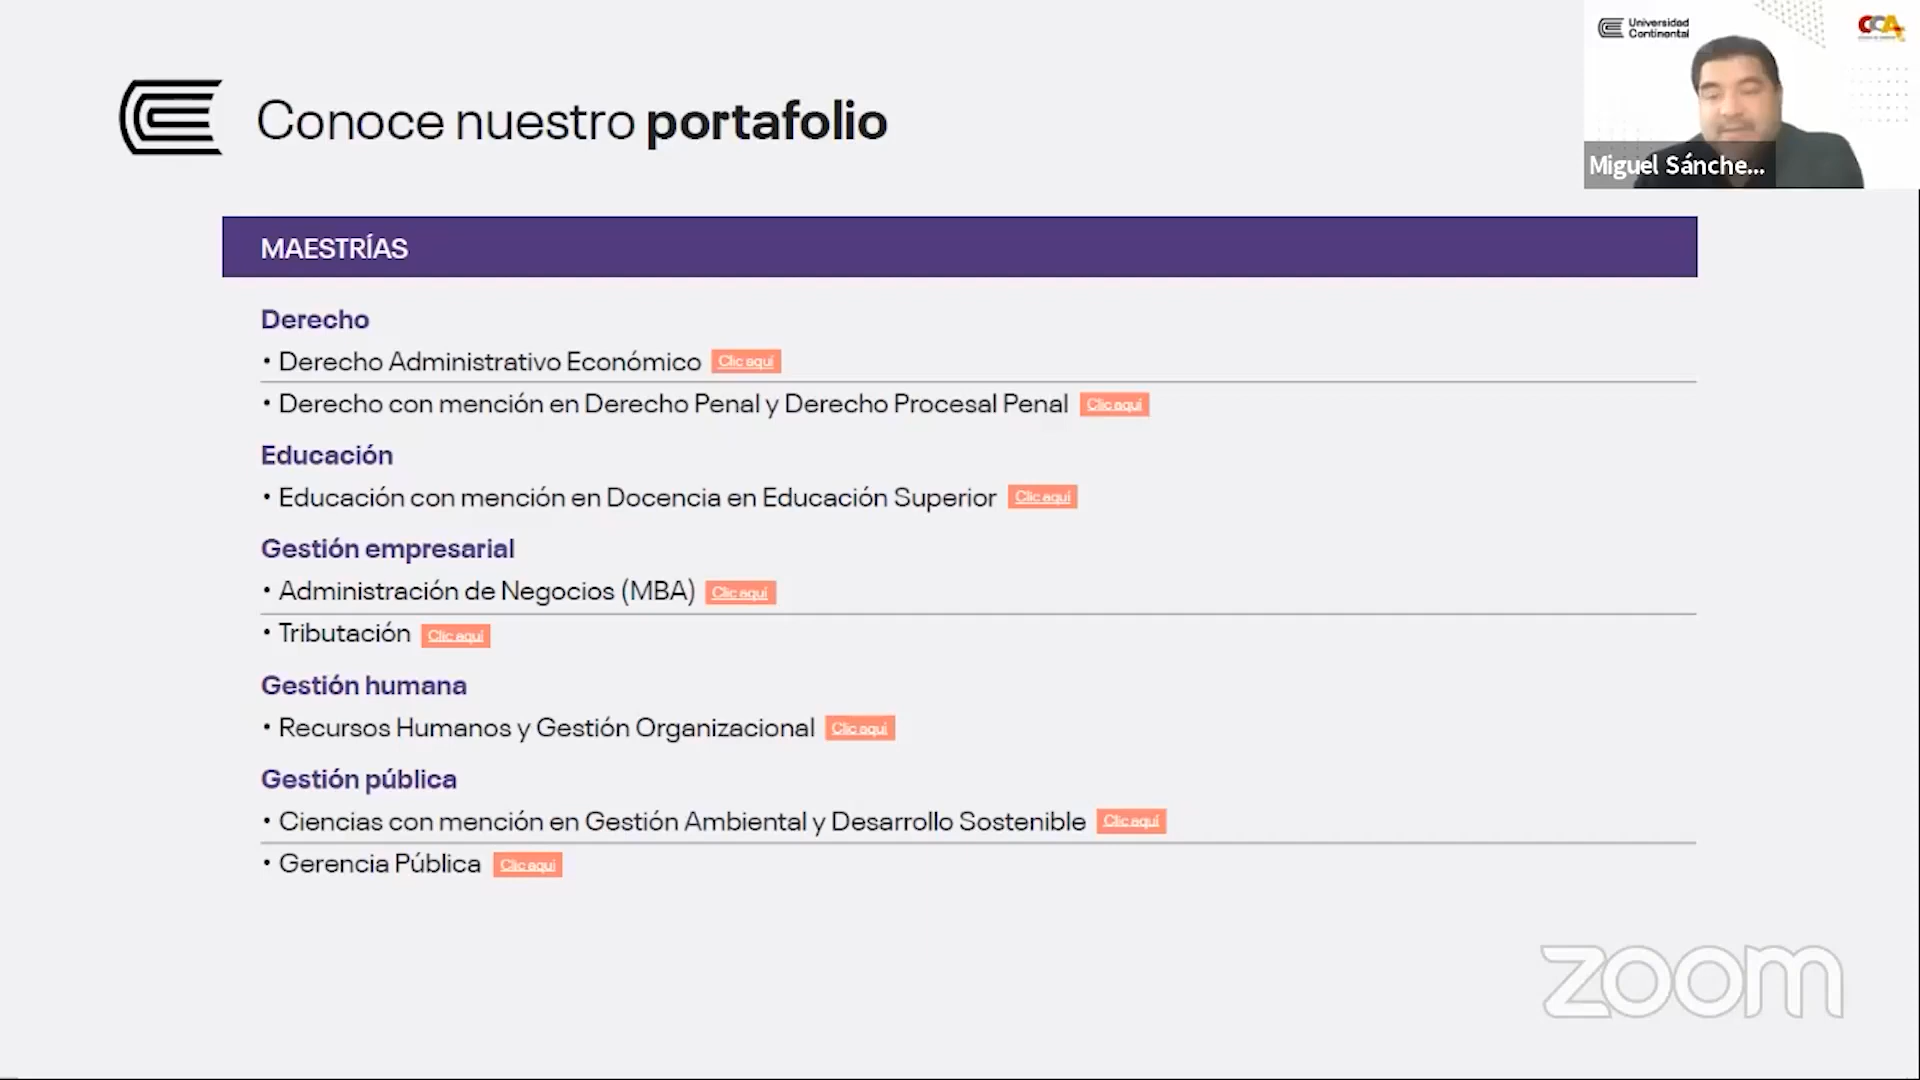 Universidad
Continental
CCA
Conoce nuestro portafolio
Miguel Sánche...
MAESTRÍAS
Derecho
• Derecho Administrativo Económico Clic aquí
• Derecho con mención en Derecho Penal y Derecho Procesal Penal Clic aquí
Educación
• Educación con mención en Docencia en Educación Superior Clic aquí
Gestión empresarial
• Administración de Negocios (MBA) Clic aquí
• Tributación Clic aquí
Gestión humana
• Recursos Humanos y Gestión Organizacional Clic aquí
Gestión pública
• Ciencias con mención en Gestión Ambiental y Desarrollo Sostenible Clic aquí
• Gerencia Pública Clic aquí
zoom